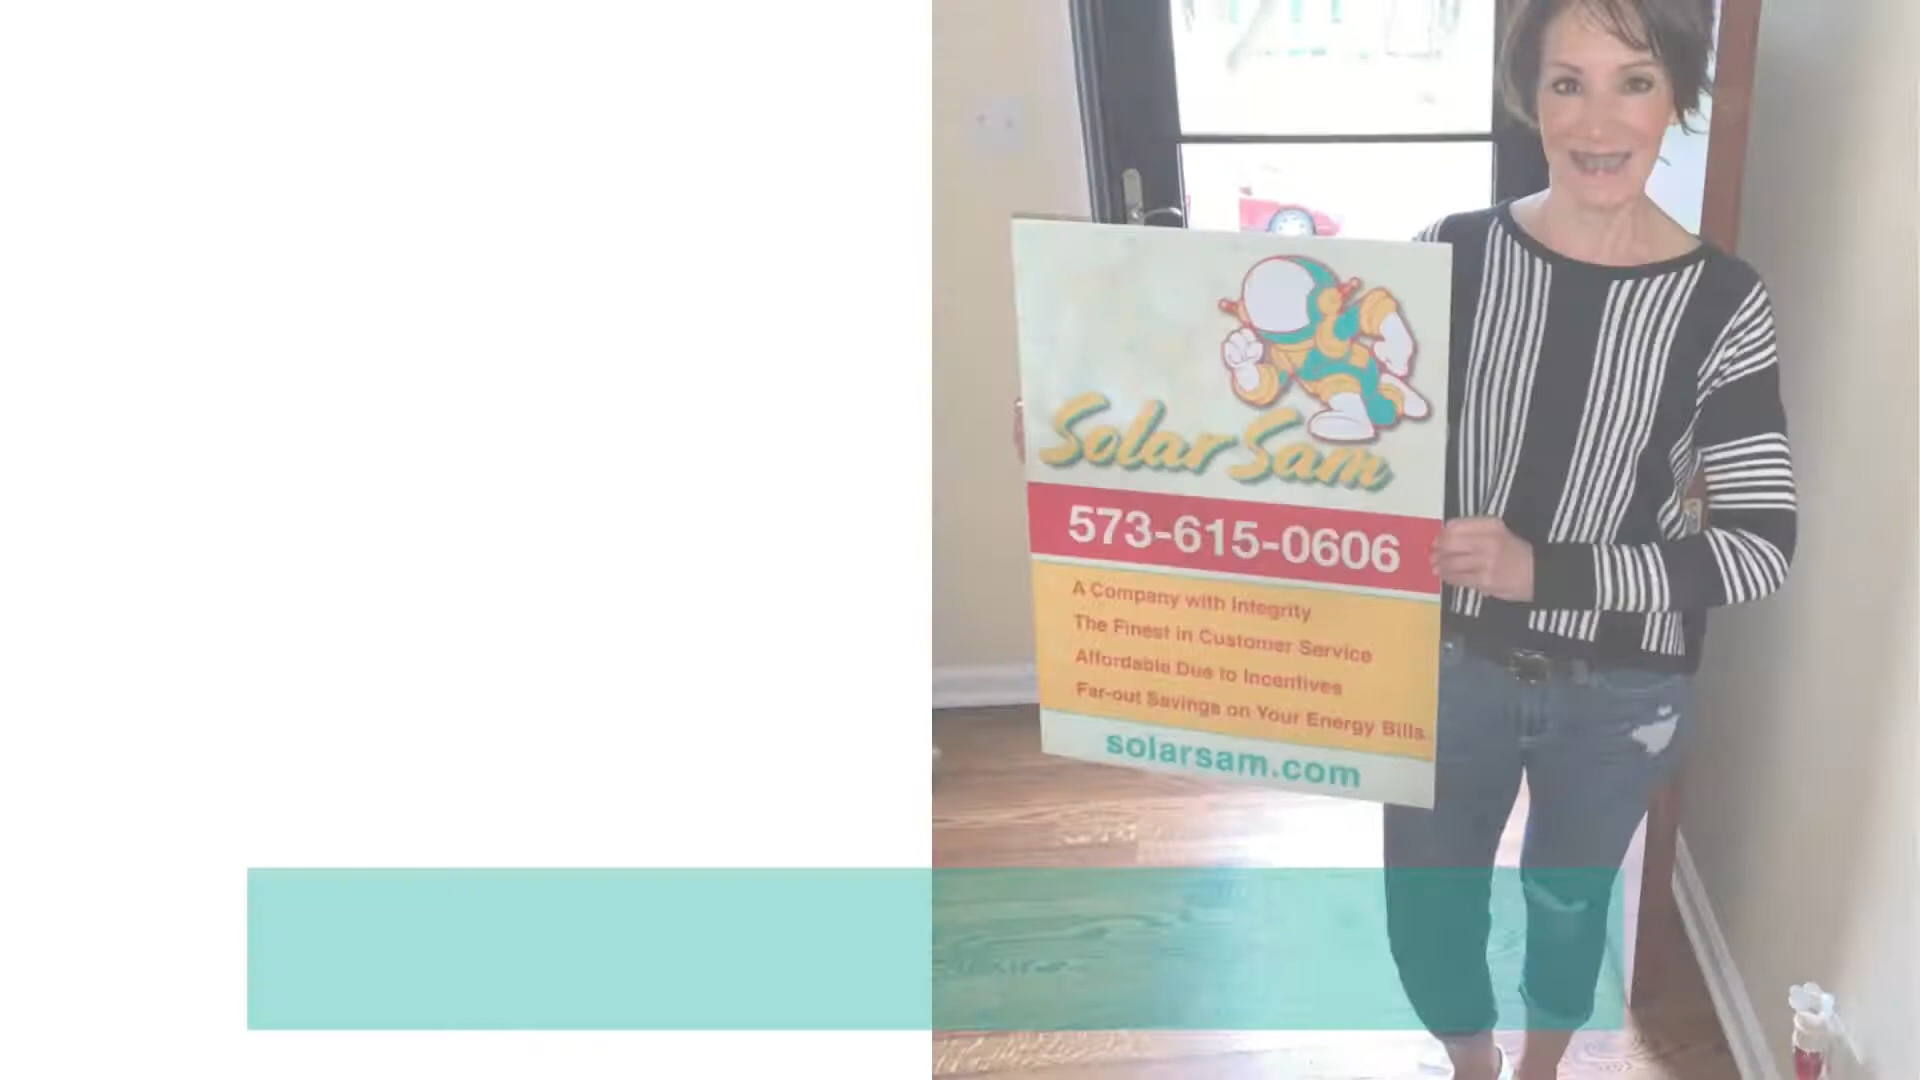 Solar Sam
573-615-0606
A Company with Integrity
The Finest in Customer Service
Affordable Due to Incentives
Far-out Savings on Your Energy Bills
solarsam.com